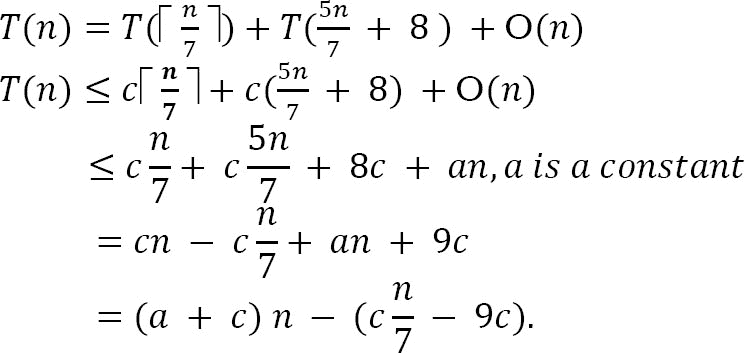 T(n) = T(⌈n/7⌉) + T(5n/7 + 8 ) + O(n)
T(n) ≤ c⌈n/7⌉ + c(5n/7 + 8) + O(n)
≤ c n/7 + c 5n/7 + 8c + an, a is a constant
= cn − c n/7 + an + 9c
= (a + c) n − (c n/7 − 9c).